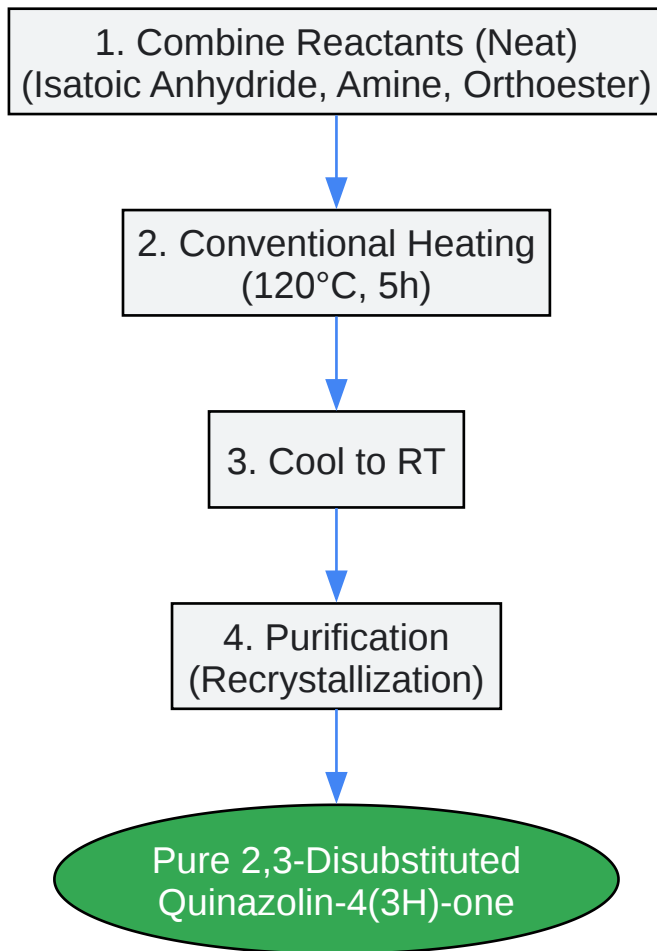 1. Combine Reactants (Neat)
(Isatoic Anhydride, Amine, Orthoester)
2. Conventional Heating
(120°C, 5h)
3. Cool to RT
4. Purification
(Recrystallization)
Pure 2,3-Disubstituted
Quinazolin-4(3H)-one